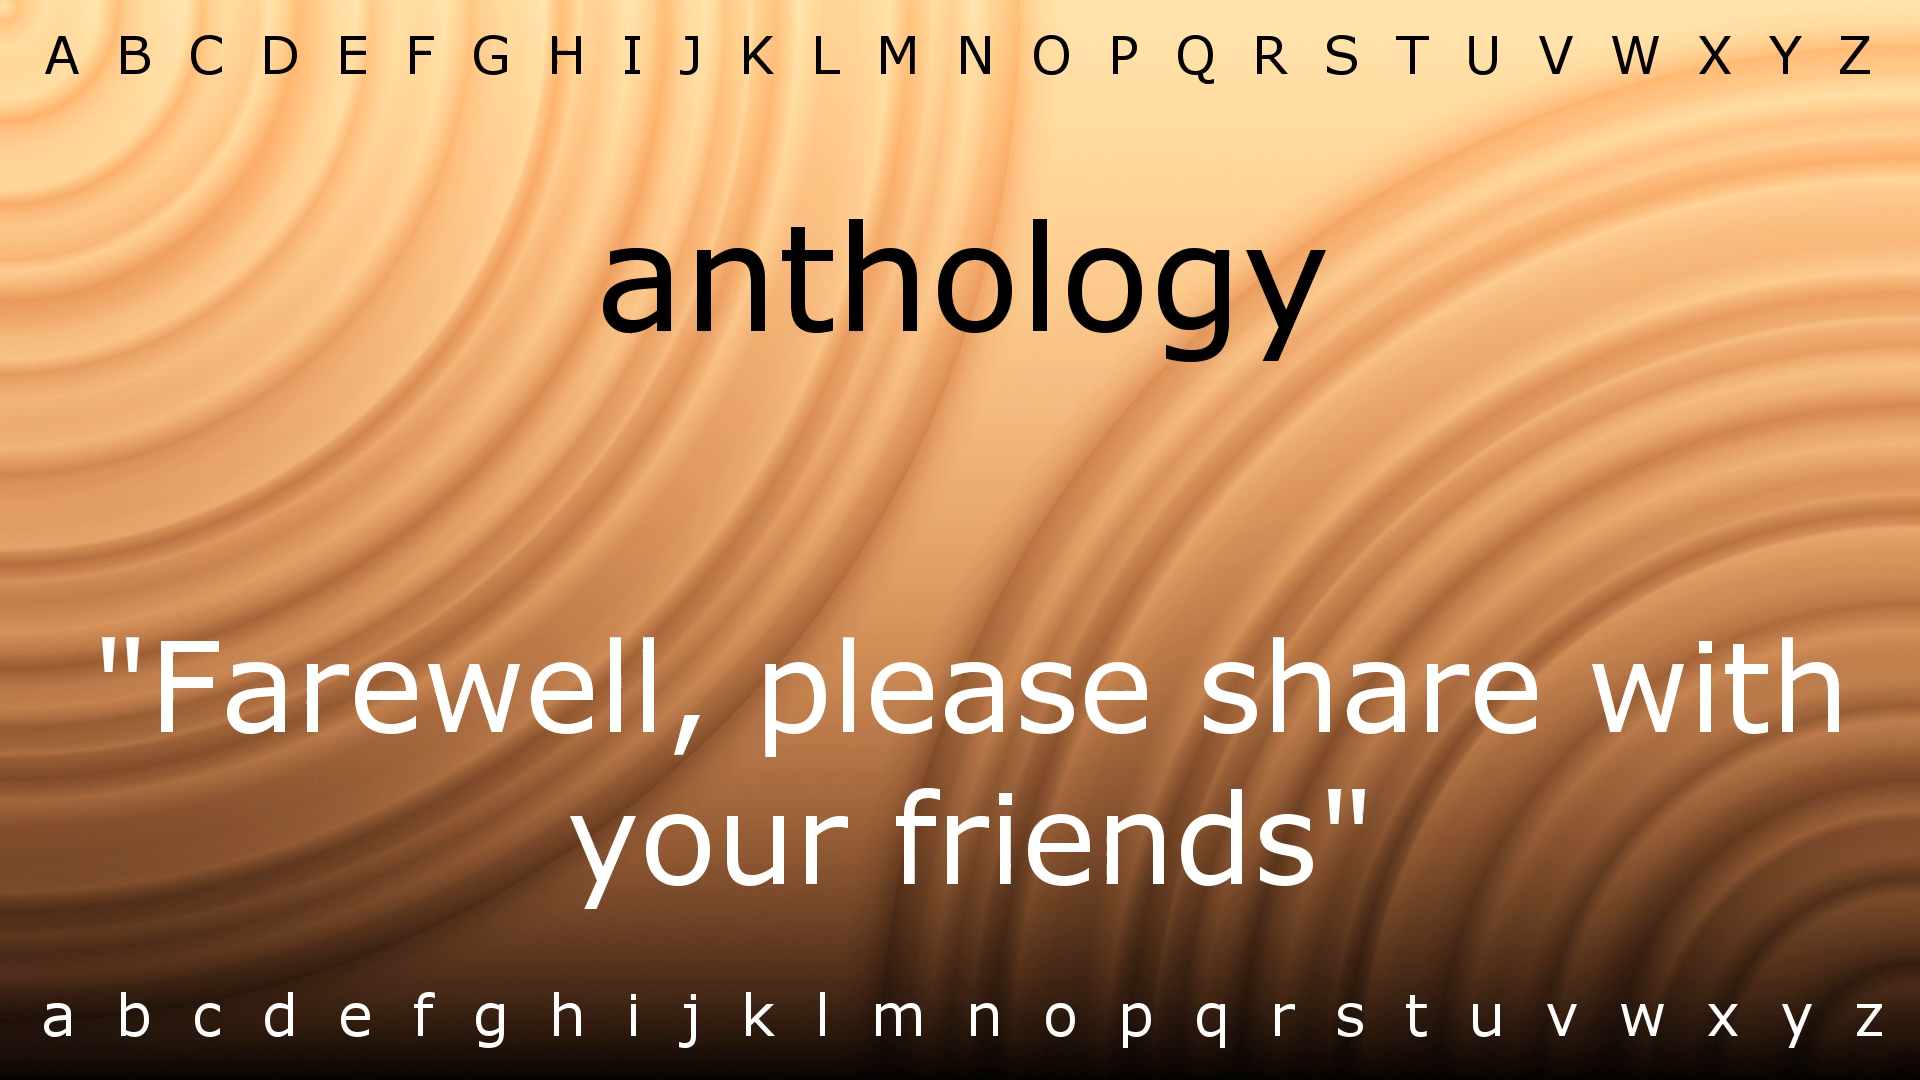 A B C D E F G H I J K L M N O P Q R S T U V W X Y Z
anthology
"Farewell, please share with
your friends"
a b c d e f g h i j k l m n o p q r s t u v w x y z